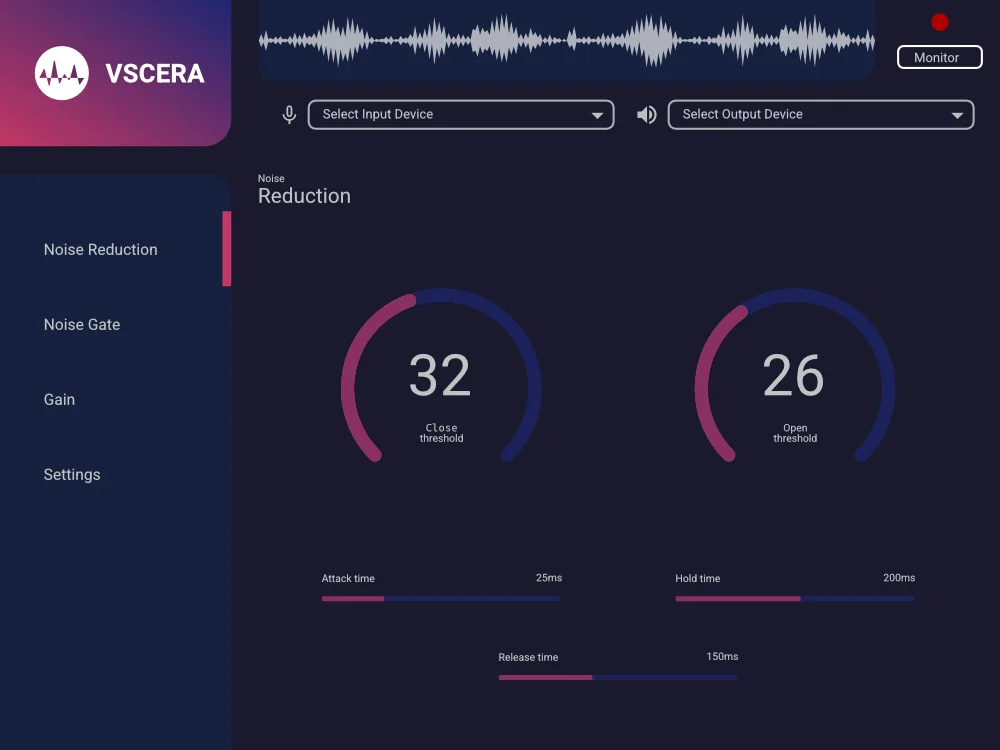 VSCERA
Monitor
Select Input Device
Select Output Device
Noise
Reduction
Noise Reduction
Noise Gate
Gain
Settings
32
Close
threshold
26
Open
threshold
Attack time
25ms
Hold time
200ms
Release time
150ms